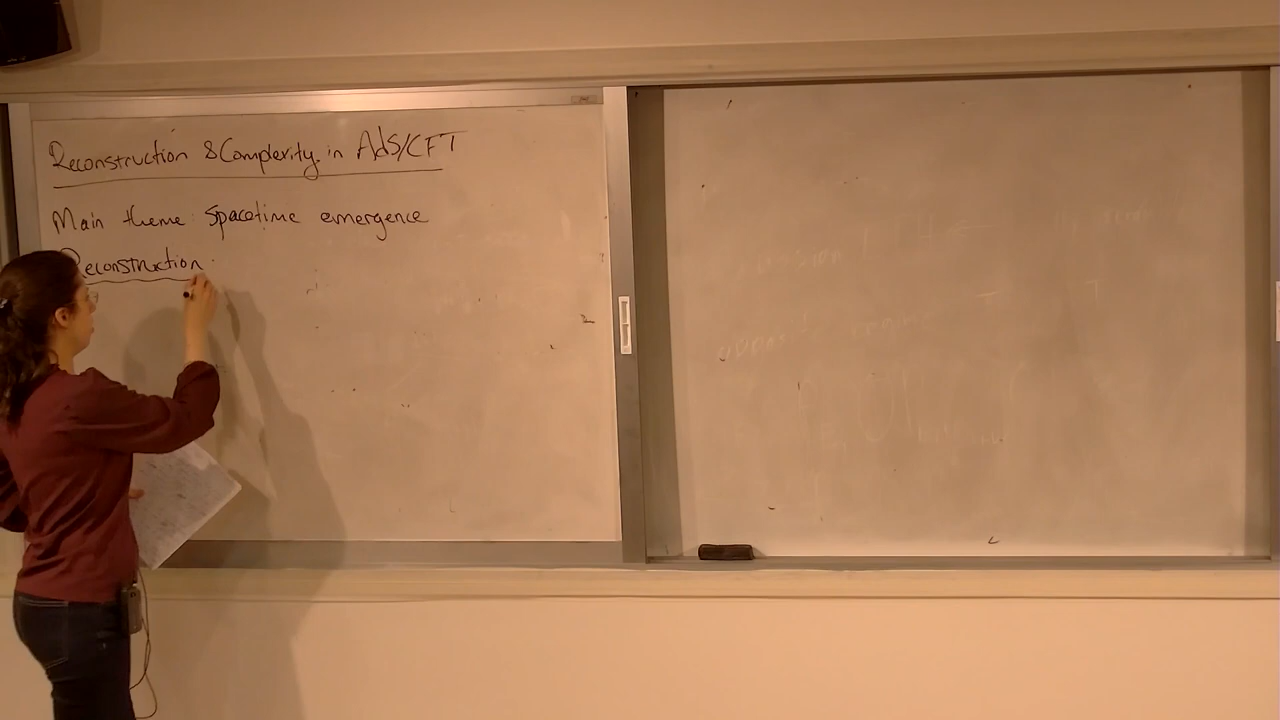 Reconstruction & Complexity in AdS/CFT
Main theme: Spacetime emergence
Reconstruction